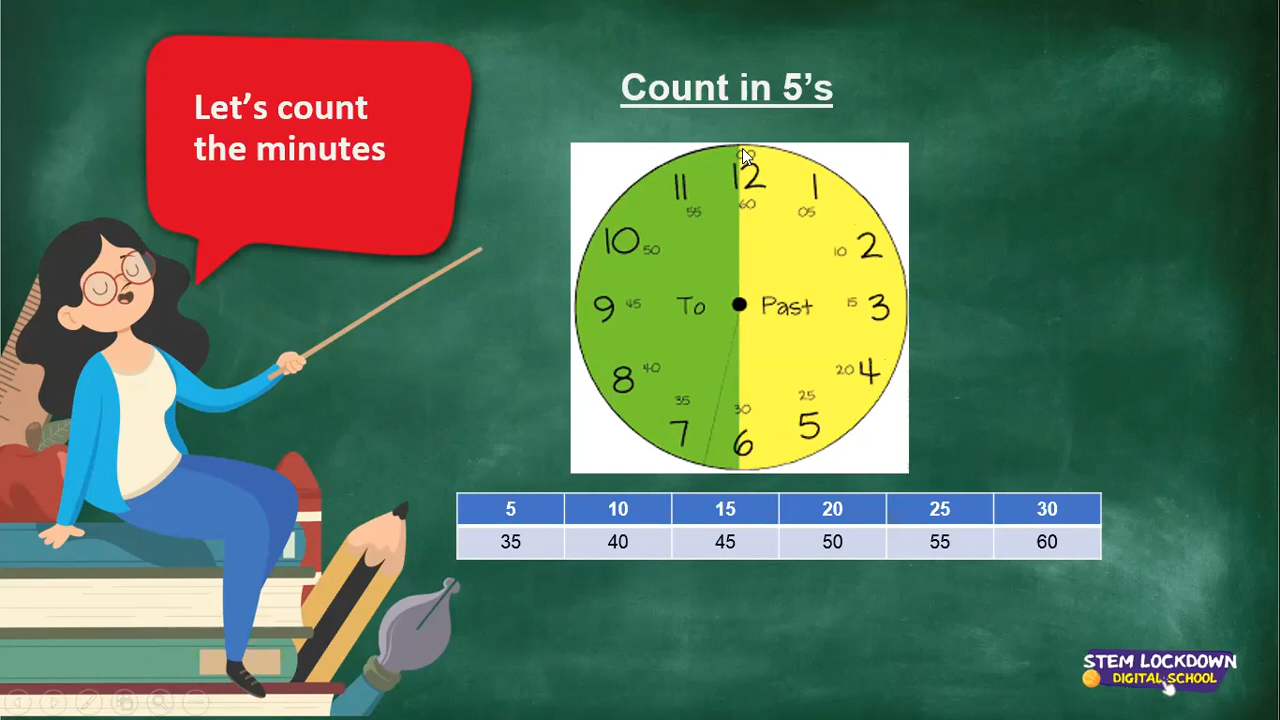 Let's count
the minutes
Count in 5's
12
60
11
55
1
05
10
50
10
2
9
45
To
Past
15
3
8
40
20
4
35
7
30
6
25
5
5 10 15 20 25 30
35 40 45 50 55 60
STEM LOCKDOWN
DIGITAL SCHOOL